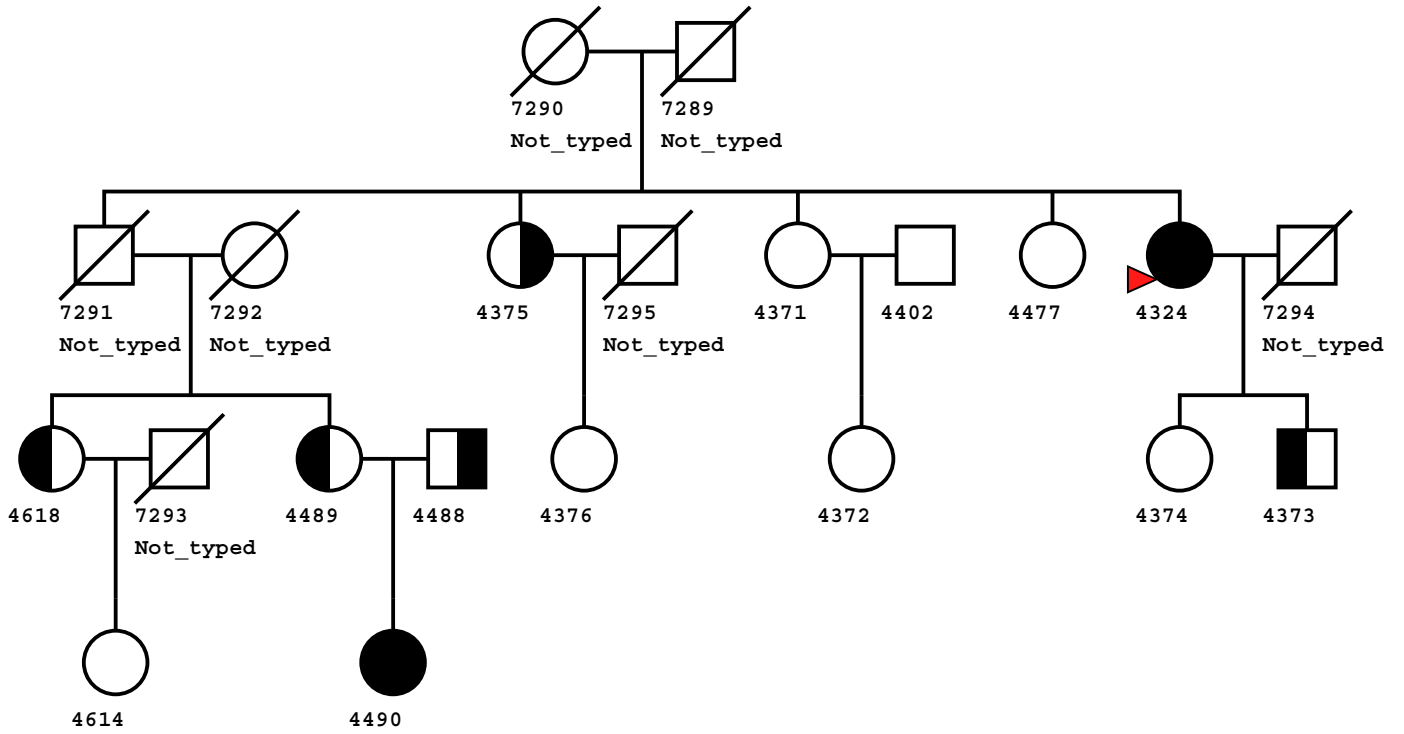 7290 7289
Not_typed Not_typed
7291 7292 4375 7295 4371 4402 4477 4324 7294
Not_typed Not_typed Not_typed Not_typed
4618 7293 4489 4488 4376 4372 4374 4373
Not_typed
4614 4490